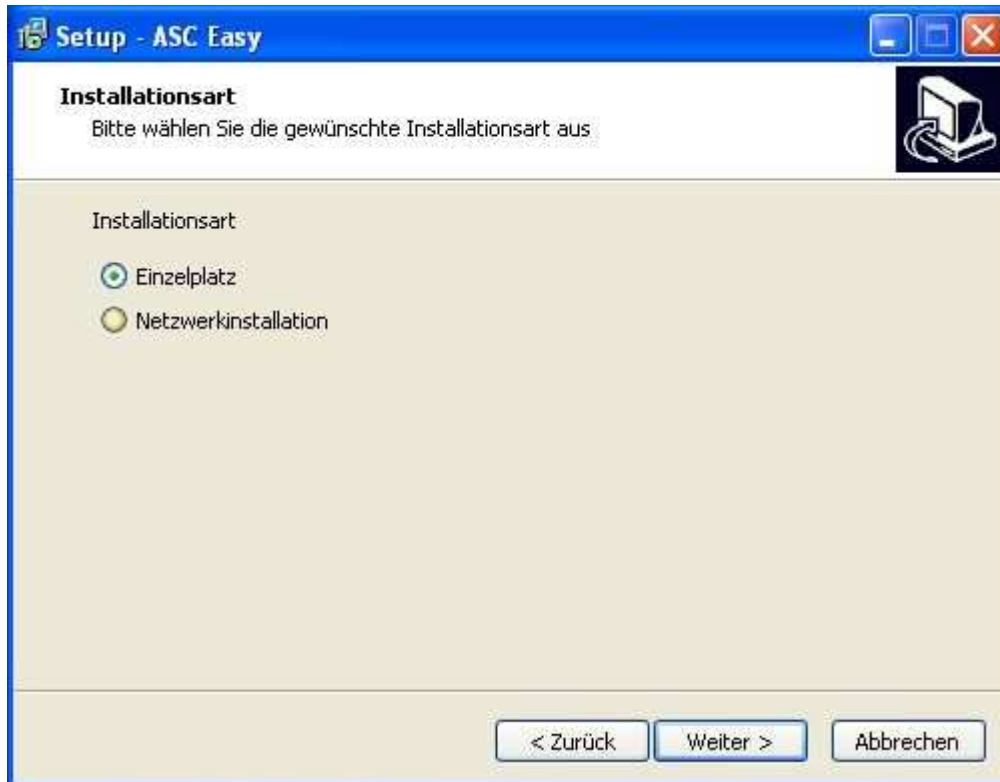 Setup - ASC Easy
Installationsart
Bitte wählen Sie die gewünschte Installationsart aus
Installationsart
Einzelplatz
Netzwerkinstallation
< Zurück Weiter > Abbrechen